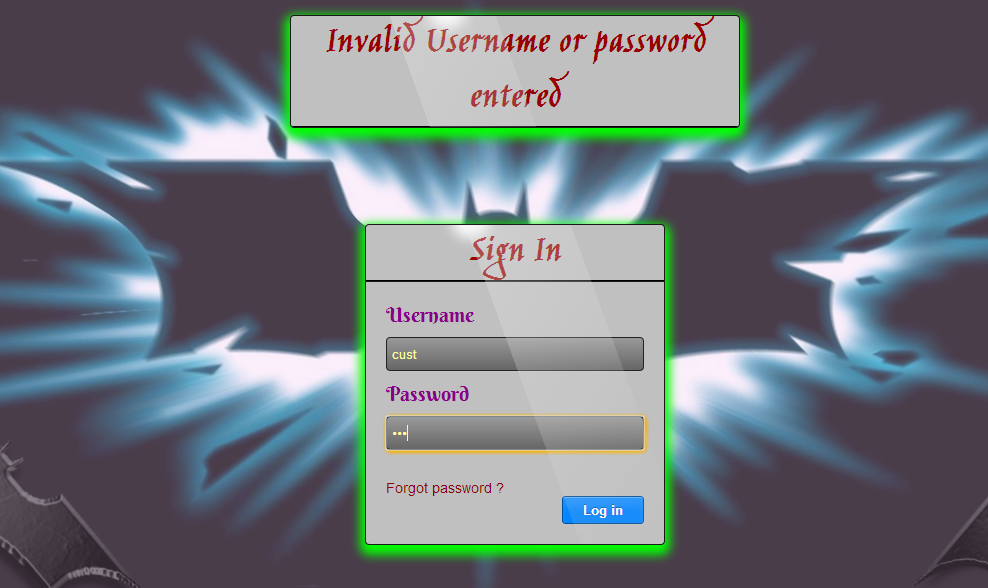 Invalid Username or password
entered
Sign In
Username
cust
Password
•••
Forgot password ?
Log in